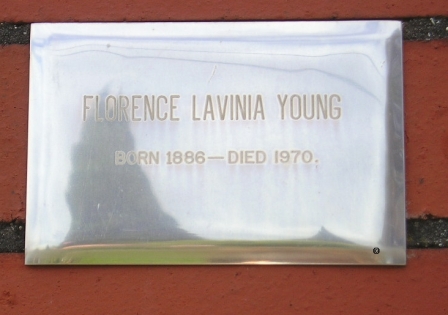 FLORENCE LAVINIA YOUNG
BORN 1886—DIED 1970.